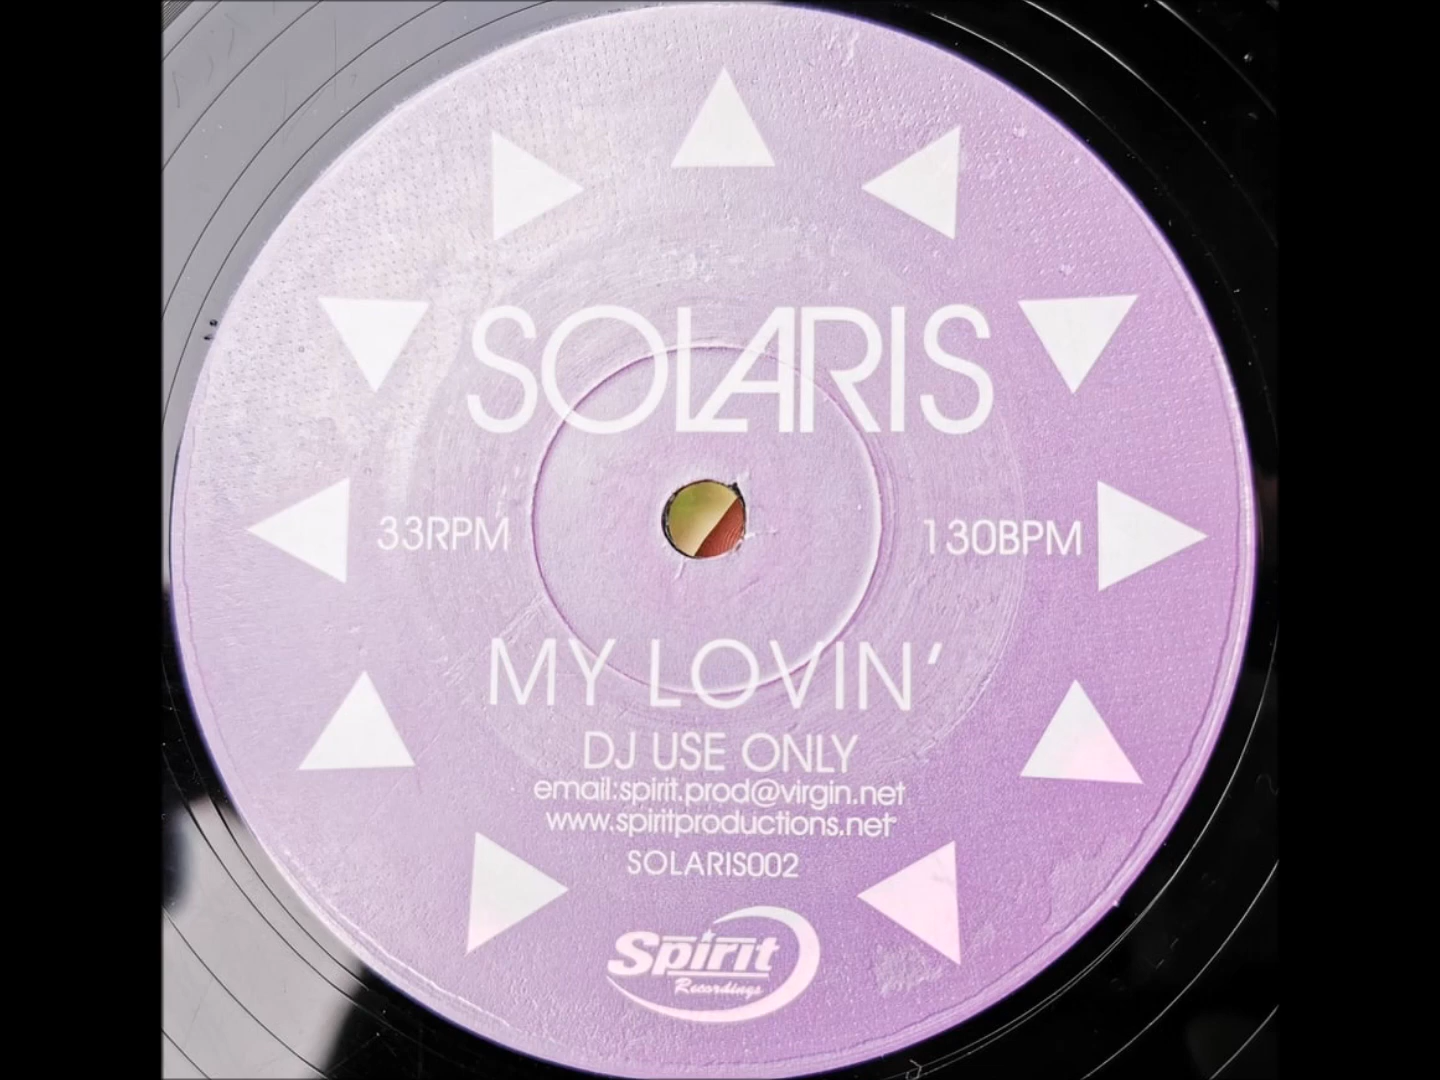 SOLARIS
33RPM
130BPM
MY LOVIN'
DJ USE ONLY
email:spirit.prod@virgin.net
www.spiritproductions.net
SOLARIS002
Spirit
Recordings